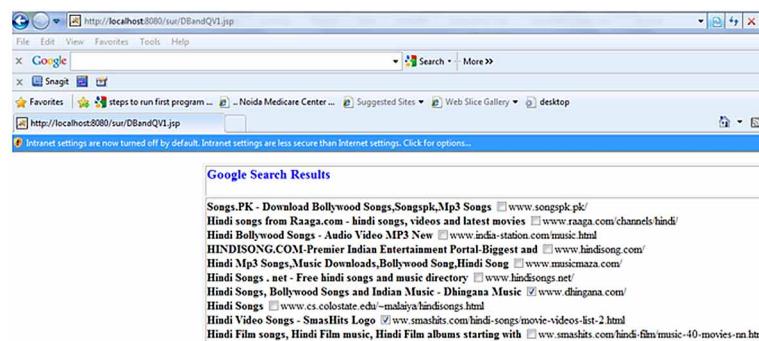 http://localhost:8080/sur/DBandQV1.jsp
File Edit View Favorites Tools Help
x Google Search More >>
x Snagit
Favorites steps to run first program ... .. Noida Medicare Center ... Suggested Sites Web Slice Gallery desktop
http://localhost:8080/sur/DBandQV1.jsp
Intranet settings are now turned off by default. Intranet settings are less secure than Internet settings. Click for options...
Google Search Results
Songs.PK - Download Bollywood Songs,Songspk,Mp3 Songs www.songspk.pk/
Hindi songs from Raaga.com - hindi songs, videos and latest movies www.raaga.com/channels/hindi/
Hindi Bollywood Songs - Audio Video MP3 New www.india-station.com/music.html
HINDISONG.COM-Premier Indian Entertainment Portal-Biggest and www.hindisong.com/
Hindi Mp3 Songs,Music Downloads,Bollywood Song,Hindi Song www.musicmaza.com/
Hindi Songs . net - Free hindi songs and music directory www.hindisongs.net/
Hindi Songs, Bollywood Songs and Indian Music - Dhingana Music www.dhingana.com/
Hindi Songs www.cs.colostate.edu/~malaiya/hindisongs.html
Hindi Video Songs - SmasHits Logo ww.smashits.com/hindi-songs/movie-videos-list-2.html
Hindi Film songs, Hindi Film music, Hindi Film albums starting with ww.smashits.com/hindi-film/music-40-movies-nn.htm